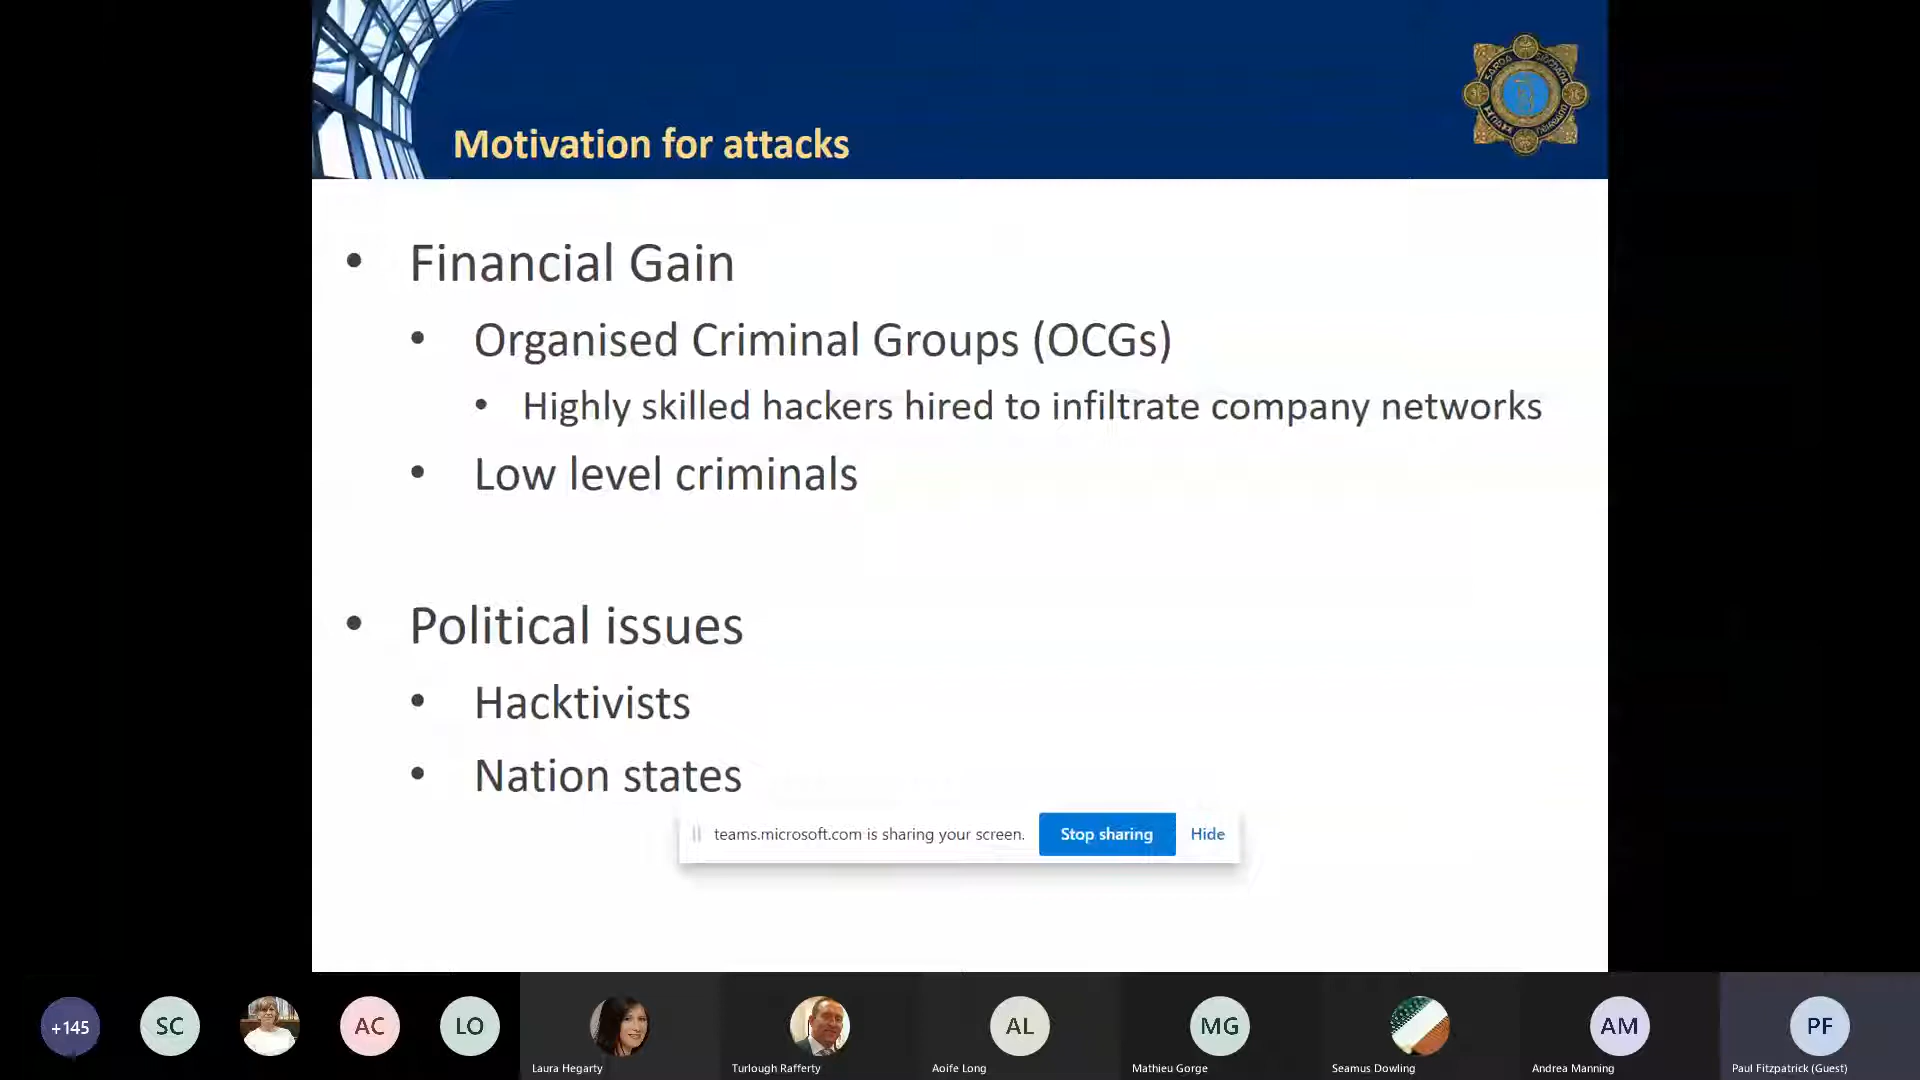 Motivation for attacks
• Financial Gain
• Organised Criminal Groups (OCGs)
• Highly skilled hackers hired to infiltrate company networks
• Low level criminals
• Political issues
• Hacktivists
• Nation states
teams.microsoft.com is sharing your screen. Stop sharing Hide
+145 SC AC LO AL MG AM PF
Laura Hegarty Turlough Rafferty Aoife Long Mathieu Gorge Seamus Dowling Andrea Manning Paul Fitzpatrick (Guest)